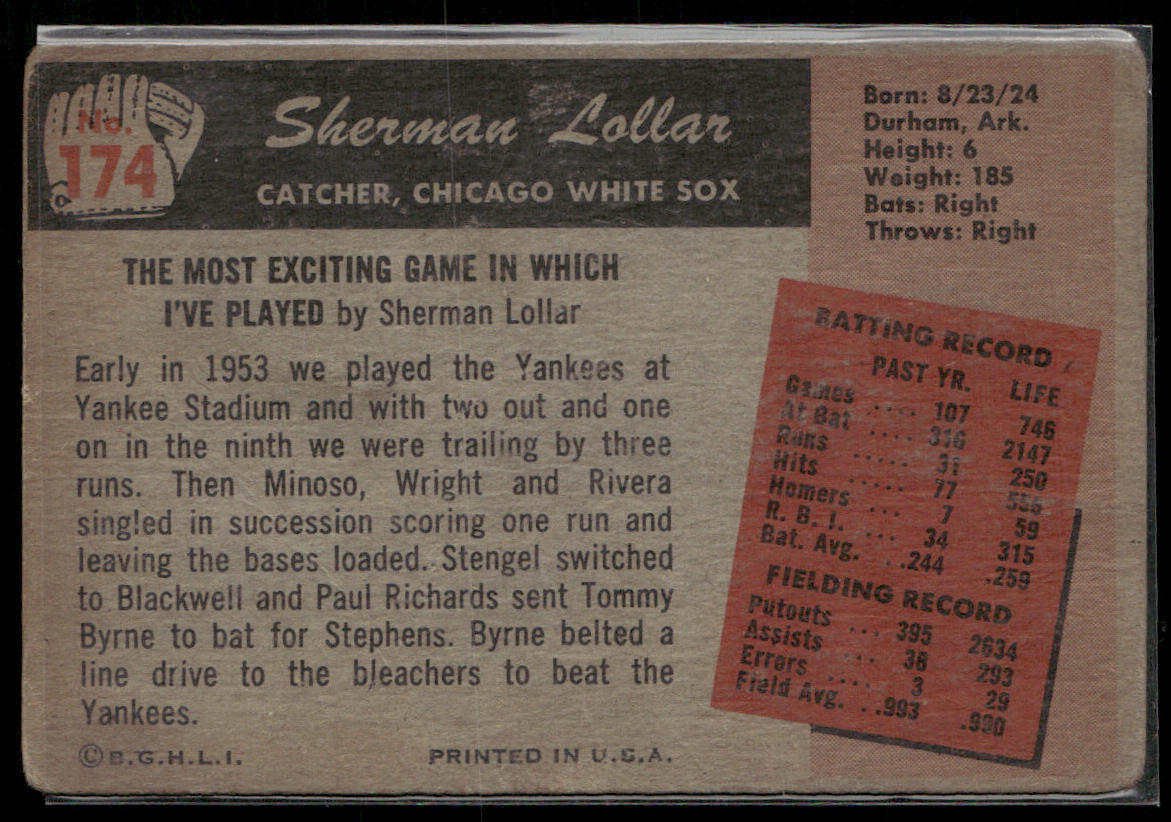 No.
174
Sherman Lollar
CATCHER, CHICAGO WHITE SOX
Born: 8/23/24
Durham, Ark.
Height: 6
Weight: 185
Bats: Right
Throws: Right
THE MOST EXCITING GAME IN WHICH
I'VE PLAYED by Sherman Lollar
Early in 1953 we played the Yankees at
Yankee Stadium and with two out and one
on in the ninth we were trailing by three
runs. Then Minoso, Wright and Rivera
singled in succession scoring one run and
leaving the bases loaded. Stengel switched
to Blackwell and Paul Richards sent Tommy
Byrne to bat for Stephens. Byrne belted a
line drive to the bleachers to beat the
Yankees.
BATTING RECORD
PAST YR. LIFE
Games .... 107 746
At Bat .... 316 2147
Runs ..... 31 250
Hits ..... 77 555
Homers ... 7 59
R. B. I. ... 34 315
Bat. Avg. . .244 .259
FIELDING RECORD
Putouts ... 395 2634
Assists .... 38 293
Errors .... 3 29
Field Avg. . .993 .990
© B.G.H.L.I. PRINTED IN U.S.A.